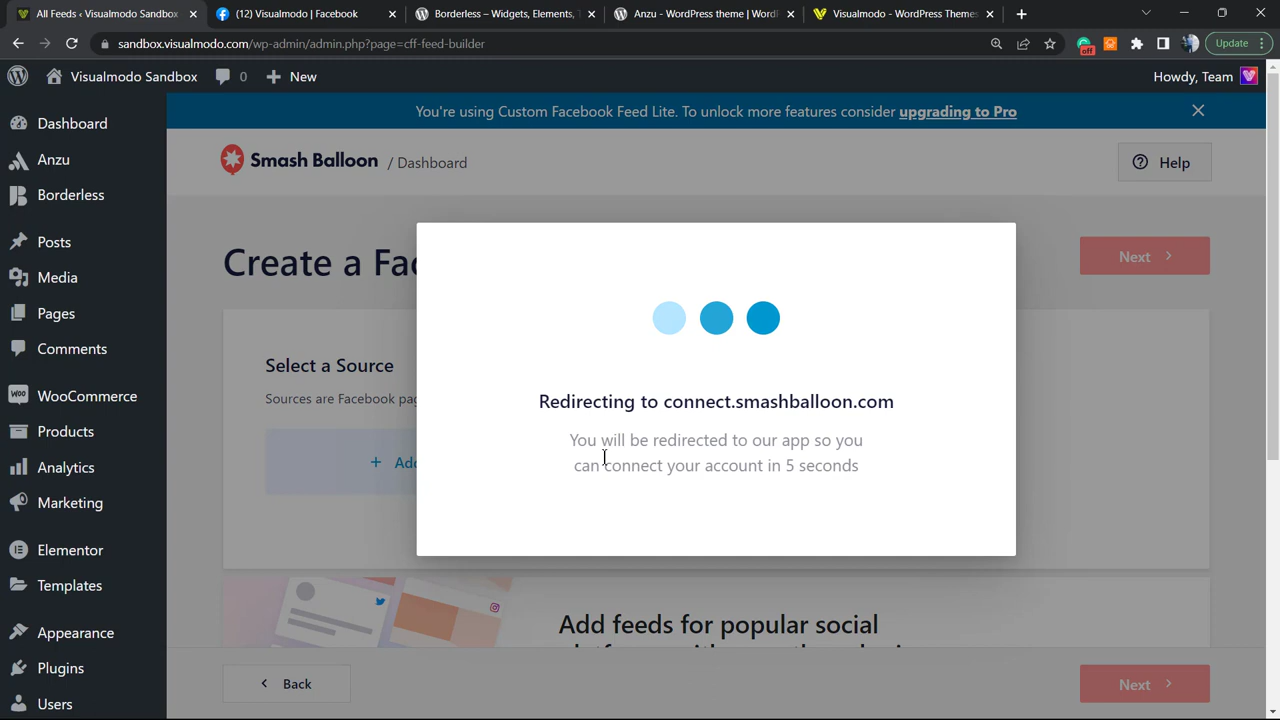 All Feeds ‹ Visualmodo Sandbox
(12) Visualmodo | Facebook
Borderless – Widgets, Elements, T
Anzu - WordPress theme | Word
Visualmodo - WordPress Themes
sandbox.visualmodo.com/wp-admin/admin.php?page=cff-feed-builder
off
Update
Visualmodo Sandbox
0
New
Howdy, Team
You're using Custom Facebook Feed Lite. To unlock more features consider upgrading to Pro
Dashboard
Anzu
Borderless
Posts
Media
Pages
Comments
WooCommerce
Products
Analytics
Marketing
Elementor
Templates
Appearance
Plugins
Users
Smash Balloon
/ Dashboard
Help
Create a Fac
Next
Select a Source
Sources are Facebook pag
+ Add
Redirecting to connect.smashballoon.com
You will be redirected to our app so you
can connect your account in 5 seconds
Add feeds for popular social
Back
Next